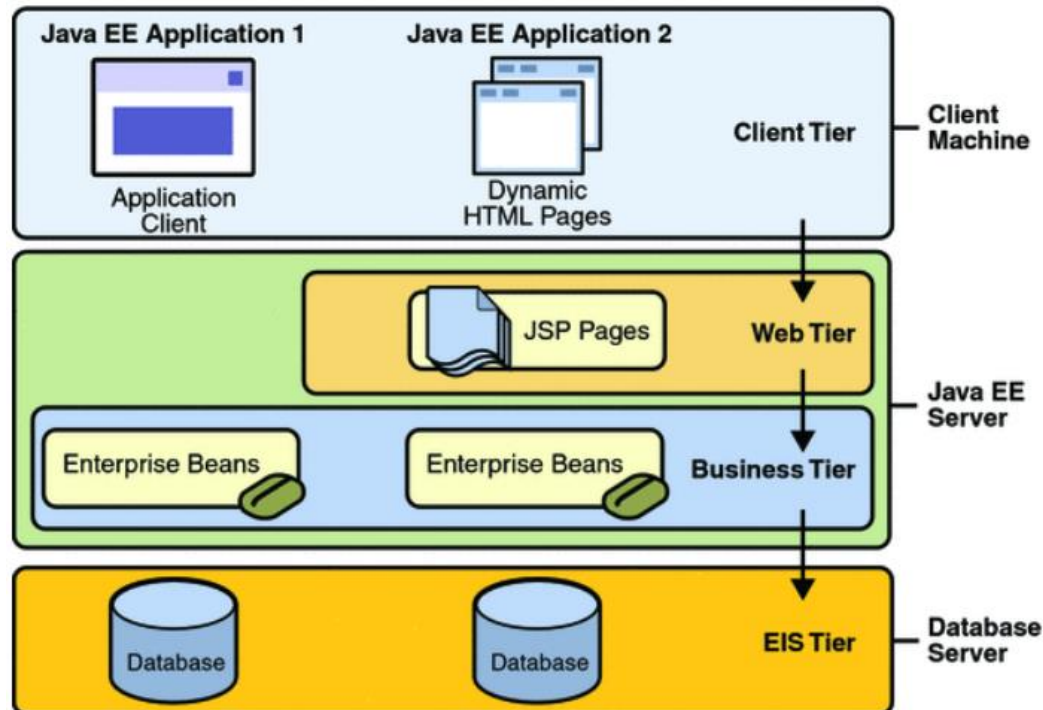 Java EE Application 1
Java EE Application 2
Application
Client
Dynamic
HTML Pages
Client Tier
Client
Machine
JSP Pages
Web Tier
Java EE
Server
Enterprise Beans
Enterprise Beans
Business Tier
Database
Database
EIS Tier
Database
Server